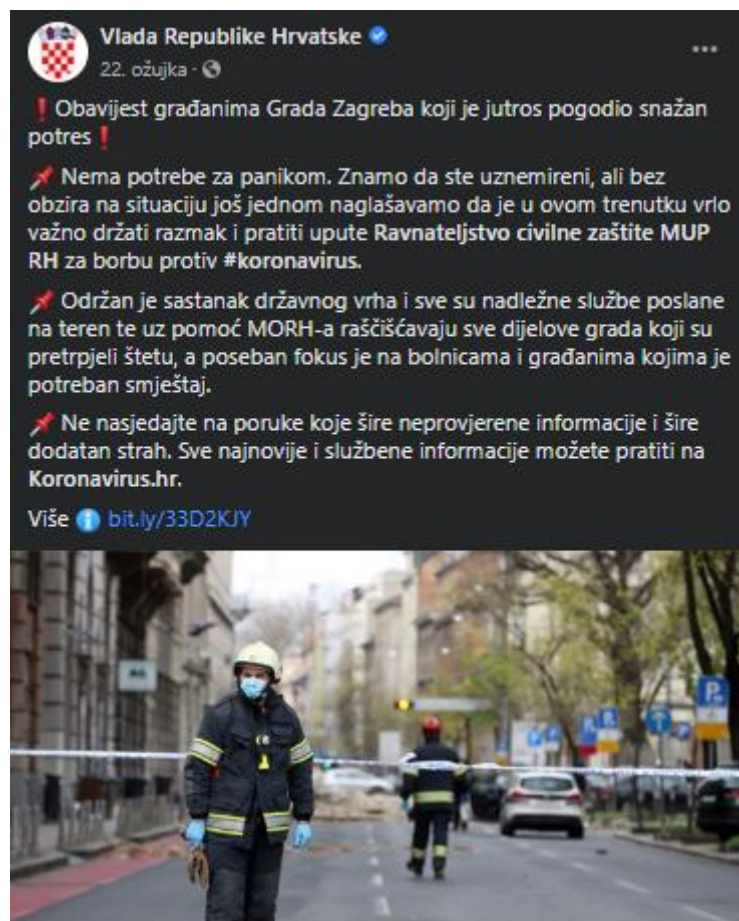 Vlada Republike Hrvatske
22. ožujka ·
❗Obavijest građanima Grada Zagreba koji je jutros pogodio snažan
potres❗
📌 Nema potrebe za panikom. Znamo da ste uznemireni, ali bez
obzira na situaciju još jednom naglašavamo da je u ovom trenutku vrlo
važno držati razmak i pratiti upute Ravnateljstvo civilne zaštite MUP
RH za borbu protiv #koronavirus.
📌 Održan je sastanak državnog vrha i sve su nadležne službe poslane
na teren te uz pomoć MORH-a raščišćavaju sve dijelove grada koji su
pretrpjeli štetu, a poseban fokus je na bolnicama i građanima kojima je
potreban smještaj.
📌 Ne nasjedajte na poruke koje šire neprovjerene informacije i šire
dodatan strah. Sve najnovije i službene informacije možete pratiti na
Koronavirus.hr.
Više ℹ️ bit.ly/33D2KJY
P